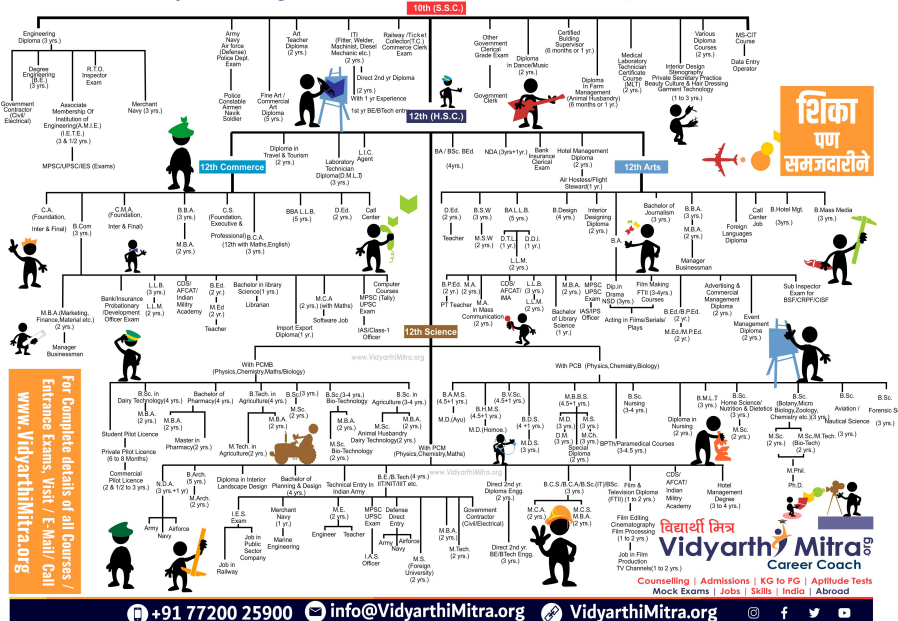 10th (S.S.C.)
Engineering
Diploma (3 yrs.)
Degree
Engineering
(B.E.)
(3 yrs.)
R.T.O.
Inspector
Exam
Government
Contractor
(Civil/
Electrical)
Associate
Membership Of
Institution of
Engineering(A.M.I.E.)
(I.E.T.E.)
(3 & 1/2 yrs.)
MPSC/UPSC/IES (Exams)
Merchant
Navy (3 yrs.)
Army
Navy
Air force
(Defense)
Police Dept.
Exam
Police
Constable
Airmen
Navik
Soldier
Art
Teacher
Diploma
(2 yrs.)
Fine Art /
Commercial
Art
Diploma
(5 yrs.)
ITI
(Fitter, Welder,
Machinist, Diesel
Mechanic etc.)
(2 yrs.)
Direct 2nd yr Diploma
(2 yrs.)
With 1 yr Experience
1st yr BE/BTech entry
Railway /Ticket
Collector(T.C.)
Commerce Clerk
Exam
12th (H.S.C.)
Other
Government
Clerical
Grade Exam
Government
Clerk
Diploma
in Dance/Music
(2 yrs.)
Certified
Building
Supervisor
(6 months or 1 yr.)
Diploma
In Farm
Management
(Animal Husbandry)
(6 months or 1 yr.)
Medical
Laboratory
Technician
Certificate
Course
(MLT)
(2 yrs.)
Various
Diploma
Courses
(2 yrs.)
Interior Design
Stenography
Private Secretary Practice
Beauty Culture & Hair Dressing
Garment Technology
(1 to 3 yrs.)
MS-CIT
Course
Data Entry
Operator
शिका
पण
समजदारीने
12th Commerce
Diploma in
Travel & Tourism
(2 yrs.)
Laboratory
Technician
Diploma(D.M.L.T)
(3 yrs.)
L.I.C.
Agent
BA / BSc. BEd.
(4yrs.)
NDA (3yrs+1yr.)
Bank
Insurance
Clerical
Exam
Hotel Management
Diploma
(2 yrs.)
Air Hostess/Flight
Steward(1 yr.)
12th Arts
C.A.
(Foundation,
Inter & Final)
B.Com
(3 yrs.)
C.M.A.
(Foundation,
Inter & Final)
B.B.A.
(3 yrs.)
M.B.A.
(2 yrs.)
C.S.
(Foundation,
Executive &
Professional)
B.C.A.
(12th with Maths,English)
(3 yrs.)
BBA L.L.B.
(5 yrs.)
D.Ed.
(2 yrs.)
Call
Center
M.B.A.(Marketing,
Finance,Material etc.)
(2 yrs.)
Manager
Businessman
Bank/Insurance
Probationary
/Development
Officer Exam
L.L.B.
(3 yrs.)
L.L.M.
(2 yrs.)
CDS/
AFCAT/
Indian
Military
Academy
B.Ed.
(2 yr.)
M.Ed
(2 yr.)
Teacher
Bachelor in library
Science(1 yrs.)
Librarian
Import Export
Diploma(1 yr.)
M.C.A
(2 yrs.) (with Maths)
Software Job
MPSC
UPSC
Exam
IAS/Class-1
Officer
Computer
Courses
(Tally)
D.Ed.
(2 yrs.)
Teacher
B.S.W
(3 yrs.)
M.S.W
(2 yrs.)
BA L.L.B.
(5 yrs.)
D.T.L.
(1 yr.)
D.D.I.
(1 yr.)
L.L.M.
(2 yrs.)
B.Design
(4 yrs.)
Interior
Designing
Diploma
(2 yrs.)
B.A.
Bachelor of
Journalism
(3 yrs.)
B.B.A.
(3 yrs.)
M.B.A.
(2 yrs.)
Manager
Businessman
Foreign
Languages
Diploma
Call
Center
Job
B.Hotel Mgt.
(3yrs.)
B.Mass Media
(3 yrs.)
B.P.Ed.
(2 yr.)
PT Teacher
M.A.
(2 yr.)
M.A.
in Mass
Communication
(2 yrs.)
CDS/
AFCAT/
IMA
L.L.B.
(3 yrs.)
L.L.M
(2 yrs.)
M.B.A.
(2 yrs.)
Bachelor
of Library
Science
(1 yr.)
MPSC
UPSC
Exam
IAS/IPS
Officer
Dip.in
Drama
NSD (3yrs.)
Film Making
FTII (3-4yrs.)
Courses
Acting in Films/Serials/
Plays
B.Ed./B.P.Ed.
(2 yr.)
M.Ed./M.P.Ed.
(2 yr.)
Advertising &
Commercial
Management
Diploma
(2 yr.)
Event
Management
Diploma
(2 yr.)
Sub Inspector
Exam for
BSF/CRPF/CISF
12th Science
www.VidyarthiMitra.org
With PCMB
(Physics,Chemistry,Maths/Biology)
With PCB (Physics,Chemistry,Biology)
B.Sc. in
Dairy Technology(4 yrs.)
M.B.A.
(2 yrs.)
Student Pilot Licence
Private Pilot Licence
(6 to 8 Months)
Commercial
Pilot Licence
(2 & 1/2 to 3 yrs.)
Bachelor of
Pharmacy(4 yrs.)
M.B.A.
(2 yrs.)
Master in
Pharmacy(2 yrs.)
B.Tech. in
Agriculture(4 yrs.)
M.B.A.
(2 yrs.)
M.Tech. in
Agriculture(2 yrs.)
B.Sc.(3 yrs.)
M.Sc.
(2 yrs.)
B.Sc.(3-4 yrs.)
Bio-Technology
M.B.A.
(2 yrs.)
M.Sc.
Bio-Technology
(2 yrs.)
B.Sc. in
Agriculture (3-4 yrs.)
M.Sc.
(2 yrs.)
M.B.A.
(2 yrs.)
M.Sc.
Animal Husbandry
Dairy Technology(2 yrs.)
With PCM
(Physics,Chemistry,Maths)
www.VidyarthiMitra.org
B.A.M.S.
(4.5+1 yrs.)
M.D.(Ayu)
B.H.M.S.
(4.5+1 yrs.)
M.D.(Homoe.)
B.V.Sc.
(4.5+1 yrs.)
B.D.S.
(4 +1 yrs.)
M.D.S.
(3 yrs.)
M.B.B.S.
(4.5+1 yrs.)
M.D.
(3 yrs.)
M.S.
(3 yrs.)
D.M.
(3 yrs.)
M.Ch.
(3 yrs.)
Special
Diploma
(2 yrs.)
B.Sc.
Nursing
(3-4 yrs.)
BPTH/Paramedical Courses
(3-4.5 yrs.)
B.M.L.T
(3 yrs.)
Diploma in
Nursing
(2 yrs.)
B.Sc.
Home Science/
Nutrition & Dietetics
(3 yrs.)
M.Sc.
(2 yrs.)
B.Sc.
(Botany,Micro
Biology,Zoology,
Chemistry etc.)(3 yrs.)
M.Sc.
(2 yrs.)
M.Sc./M.Tech.
(Bio-Tech)
(2 yrs.)
M.Phil.
Ph.D.
B.Sc.
Aviation /
Nautical Science
(3 yrs.)
B.Sc.
Forensic S
(3 yrs.)
N.D.A.
(3 yrs.+1 yr)
Army
Airforce
Navy
B.Arch.
(5 yrs.)
M.Arch.
(2 yrs.)
Diploma in Interior
Landscape Design
I.E.S.
Exam
Job in
Railway
Job in
Public
Sector
Company
Bachelor of
Planning & Design
(4 yrs.)
Merchant
Navy
(1 yr.)
Marine
Engineering
Technical Entry In
Indian Army
B.E./B.Tech(4 yrs.)
IIT/NIT/IIIT etc.
M.E.
(2 yrs.)
Engineer
Teacher
MPSC
UPSC
Exam
I.A.S.
Officer
Defense
Direct
Entry
Army
Airforce
Navy
M.S.
(Foreign
University)
(2 yrs.)
M.B.A.
(2 yrs.)
M.Tech.
(2 yrs.)
Government
Contractor
(Civil/Electrical)
Direct 2nd yr.
Diploma Engg.
(2 yrs.)
Direct 2nd yr.
BE/BTech Engg.
(3 yrs.)
B.C.S./B.C.A/B.Sc.(IT)/BSc.
(3 yrs.)
M.C.A.
(2 yrs.)
M.C.S.
M.B.A.
(2 yrs.)
Film &
Television Diploma
(FTII) (1 to 2 yrs.)
Film Editing
Cinematography
Film Processing
(1 to 2 yrs.)
Job in Film
Production
TV Channels(1 to 2 yrs.)
CDS/
AFCAT/
Indian
Military
Academy
Hotel
Management
Degree
(3 to 4 yrs.)
For Complete details of all Courses /
Entrance Exams, Visit / E-Mail/ Call
www.VidyarthiMitra.org
विद्यार्थी मित्र
Vidyarthi Mitra.org
Career Coach
Counselling | Admissions | KG to PG | Aptitude Tests
Mock Exams | Jobs | Skills | India | Abroad
+91 77200 25900
info@VidyarthiMitra.org
VidyarthiMitra.org